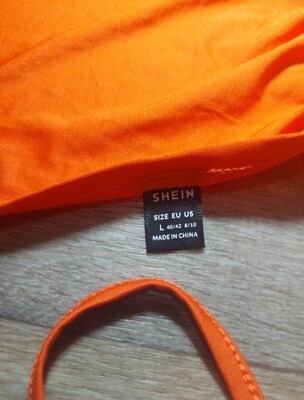 SHEIN
SIZE EU US
L 40/42 8/10
MADE IN CHINA